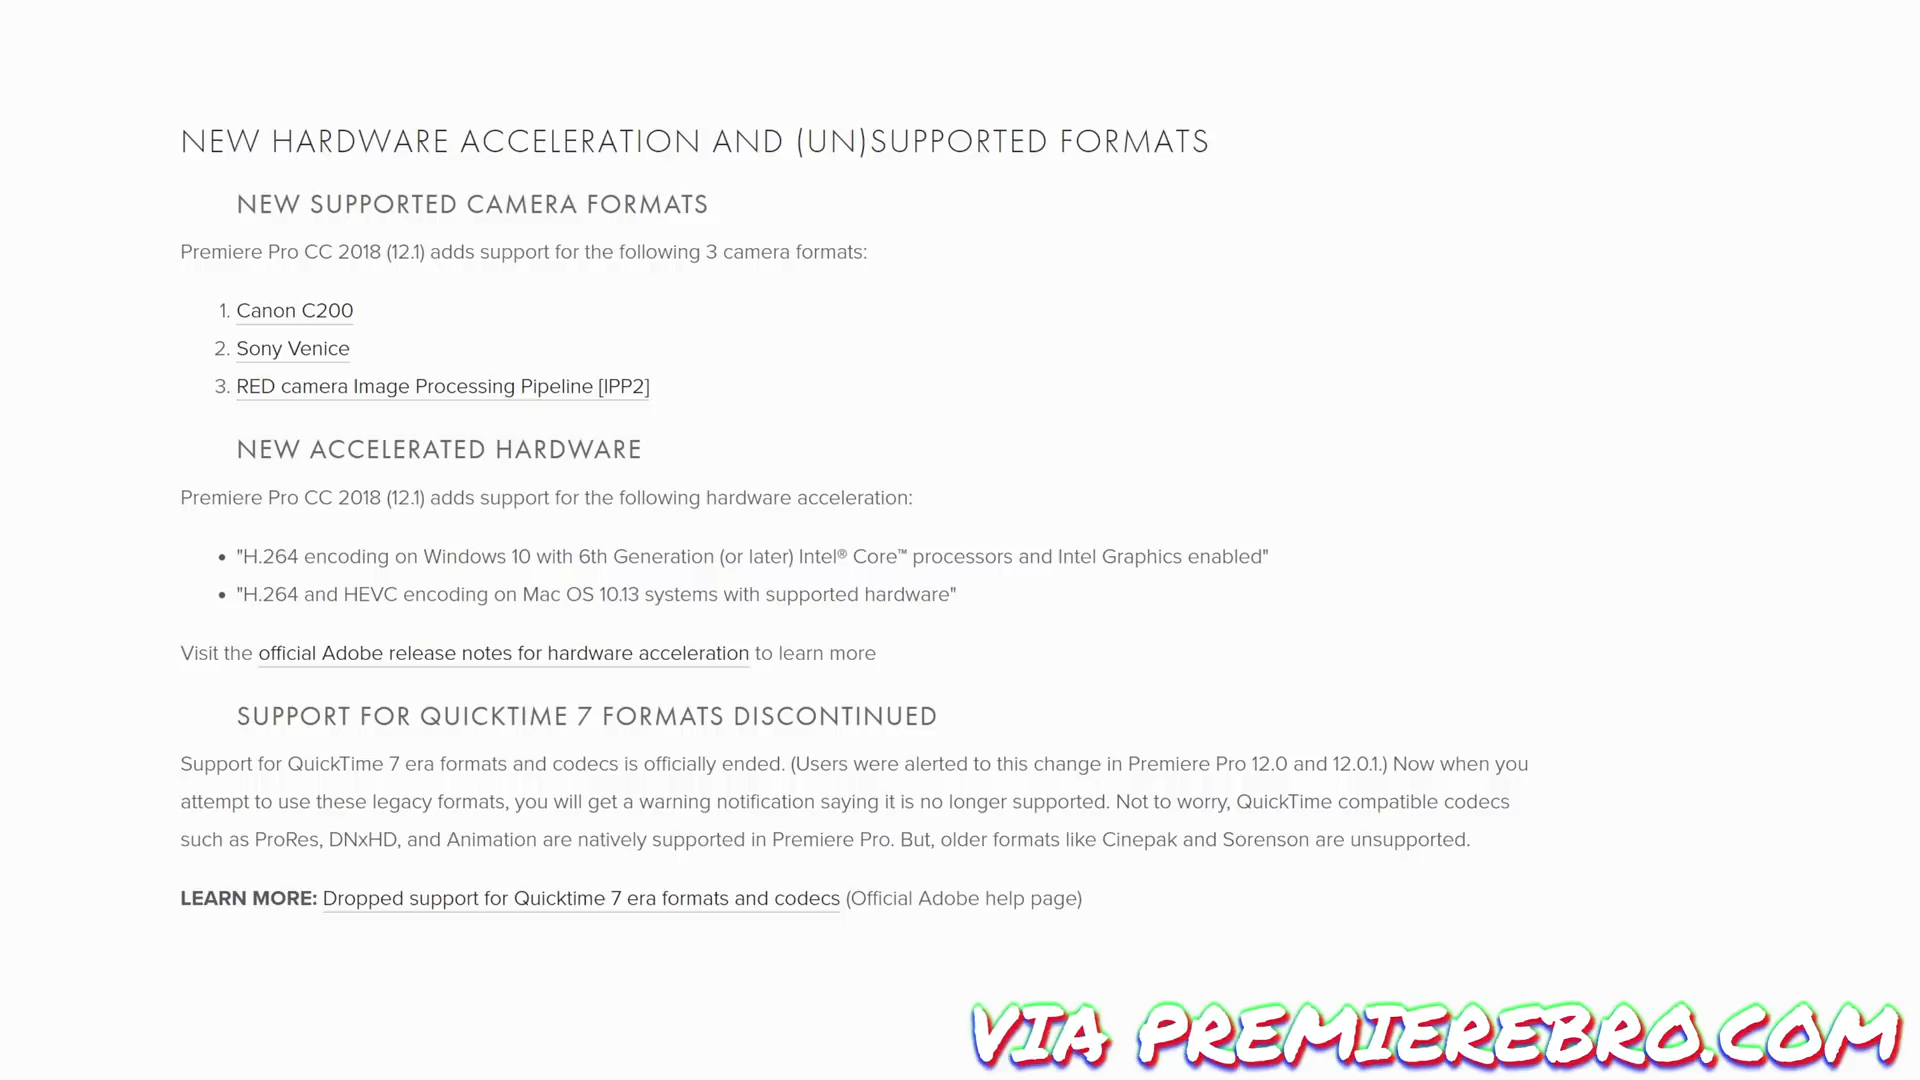 NEW HARDWARE ACCELERATION AND (UN)SUPPORTED FORMATS
NEW SUPPORTED CAMERA FORMATS
Premiere Pro CC 2018 (12.1) adds support for the following 3 camera formats:
1. Canon C200
2. Sony Venice
3. RED camera Image Processing Pipeline [IPP2]
NEW ACCELERATED HARDWARE
Premiere Pro CC 2018 (12.1) adds support for the following hardware acceleration:
• "H.264 encoding on Windows 10 with 6th Generation (or later) Intel® Core™ processors and Intel Graphics enabled"
• "H.264 and HEVC encoding on Mac OS 10.13 systems with supported hardware"
Visit the official Adobe release notes for hardware acceleration to learn more
SUPPORT FOR QUICKTIME 7 FORMATS DISCONTINUED
Support for QuickTime 7 era formats and codecs is officially ended. (Users were alerted to this change in Premiere Pro 12.0 and 12.0.1.) Now when you
attempt to use these legacy formats, you will get a warning notification saying it is no longer supported. Not to worry, QuickTime compatible codecs
such as ProRes, DNxHD, and Animation are natively supported in Premiere Pro. But, older formats like Cinepak and Sorenson are unsupported.
LEARN MORE: Dropped support for Quicktime 7 era formats and codecs (Official Adobe help page)
VIA PREMIEREBRO.COM